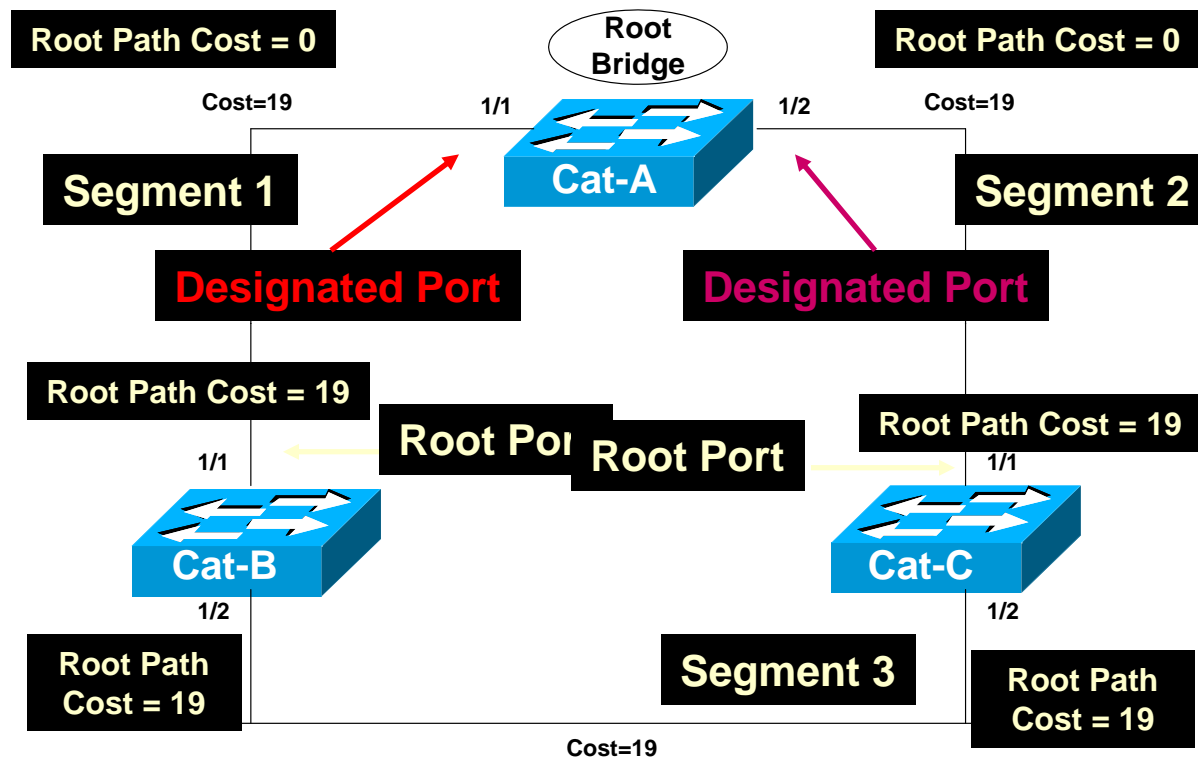 Root Path Cost = 0
Root
Bridge
Root Path Cost = 0
Cost=19
1/1
1/2
Cost=19
Cat-A
Segment 1
Segment 2
Designated Port
Designated Port
Root Path Cost = 19
Root Por
Root Port
Root Path Cost = 19
1/1
1/1
Cat-B
Cat-C
1/2
1/2
Root Path
Cost = 19
Segment 3
Root Path
Cost = 19
Cost=19